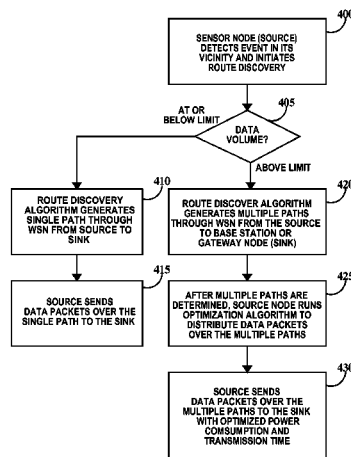 400
SENSOR NODE (SOURCE)
DETECTS EVENT IN ITS
VICINITY AND INITIATES
ROUTE DISCOVERY
405
AT OR
BELOW LIMIT
DATA
VOLUME?
ABOVE LIMIT
410
ROUTE DISCOVERY
ALGORITHM GENERATES
SINGLE PATH THROUGH
WSN FROM SOURCE TO
SINK
420
ROUTE DISCOVER ALGORITHM
GENERATES MULTIPLE PATHS
THROUGH WSN FROM THE SOURCE
TO BASE STATION OR
GATEWAY NODE (SINK)
415
SOURCE SENDS
DATA PACKETS OVER THE
SINGLE PATH TO THE SINK
425
AFTER MULTIPLE PATHS ARE
DETERMINED, SOURCE NODE RUNS
OPTIMIZATION ALGORITHM TO
DISTRIBUTE DATA PACKETS
OVER THE MULTIPLE PATHS
430
SOURCE SENDS
DATA PACKETS OVER THE
MULTIPLE PATHS TO THE SINK
WITH OPTIMIZED POWER
COMSUMPTION AND
TRANSMISSION TIME